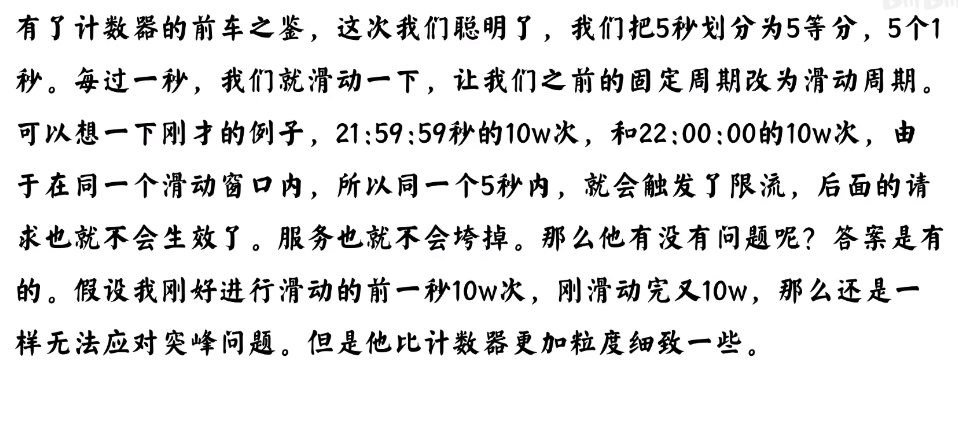 有了计数器的前车之鉴，这次我们聪明了，我们把5秒划分为5等分，5个1
秒。每过一秒，我们就滑动一下，让我们之前的固定周期改为滑动周期。
可以想一下刚才的例子，21:59:59秒的10w次，和22:00:00的10w次，由
于在同一个滑动窗口内，所以同一个5秒内，就会触发了限流，后面的请
求也就不会生效了。服务也就不会垮掉。那么他有没有问题呢？答案是有
的。假设我刚好进行滑动的前一秒10w次，刚滑动完又10w，那么还是一
样无法应对突峰问题。但是他比计数器更加粒度细致一些。